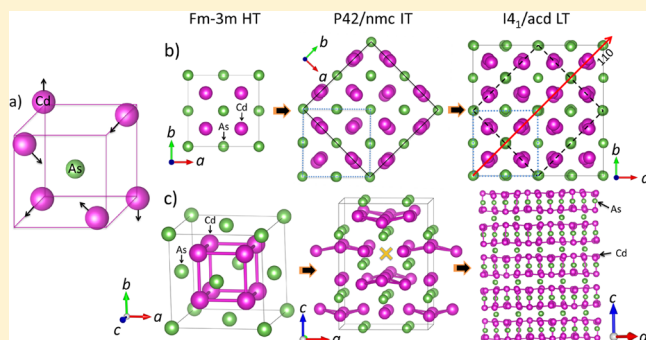 Fm-3m HT
P42/nmc IT
I4₁/acd LT
a)
Cd
As
b)
Cd
As
b
a
b
a
110
b
a
c)
Cd
As
b
c
a
c
a
As
Cd
c
a